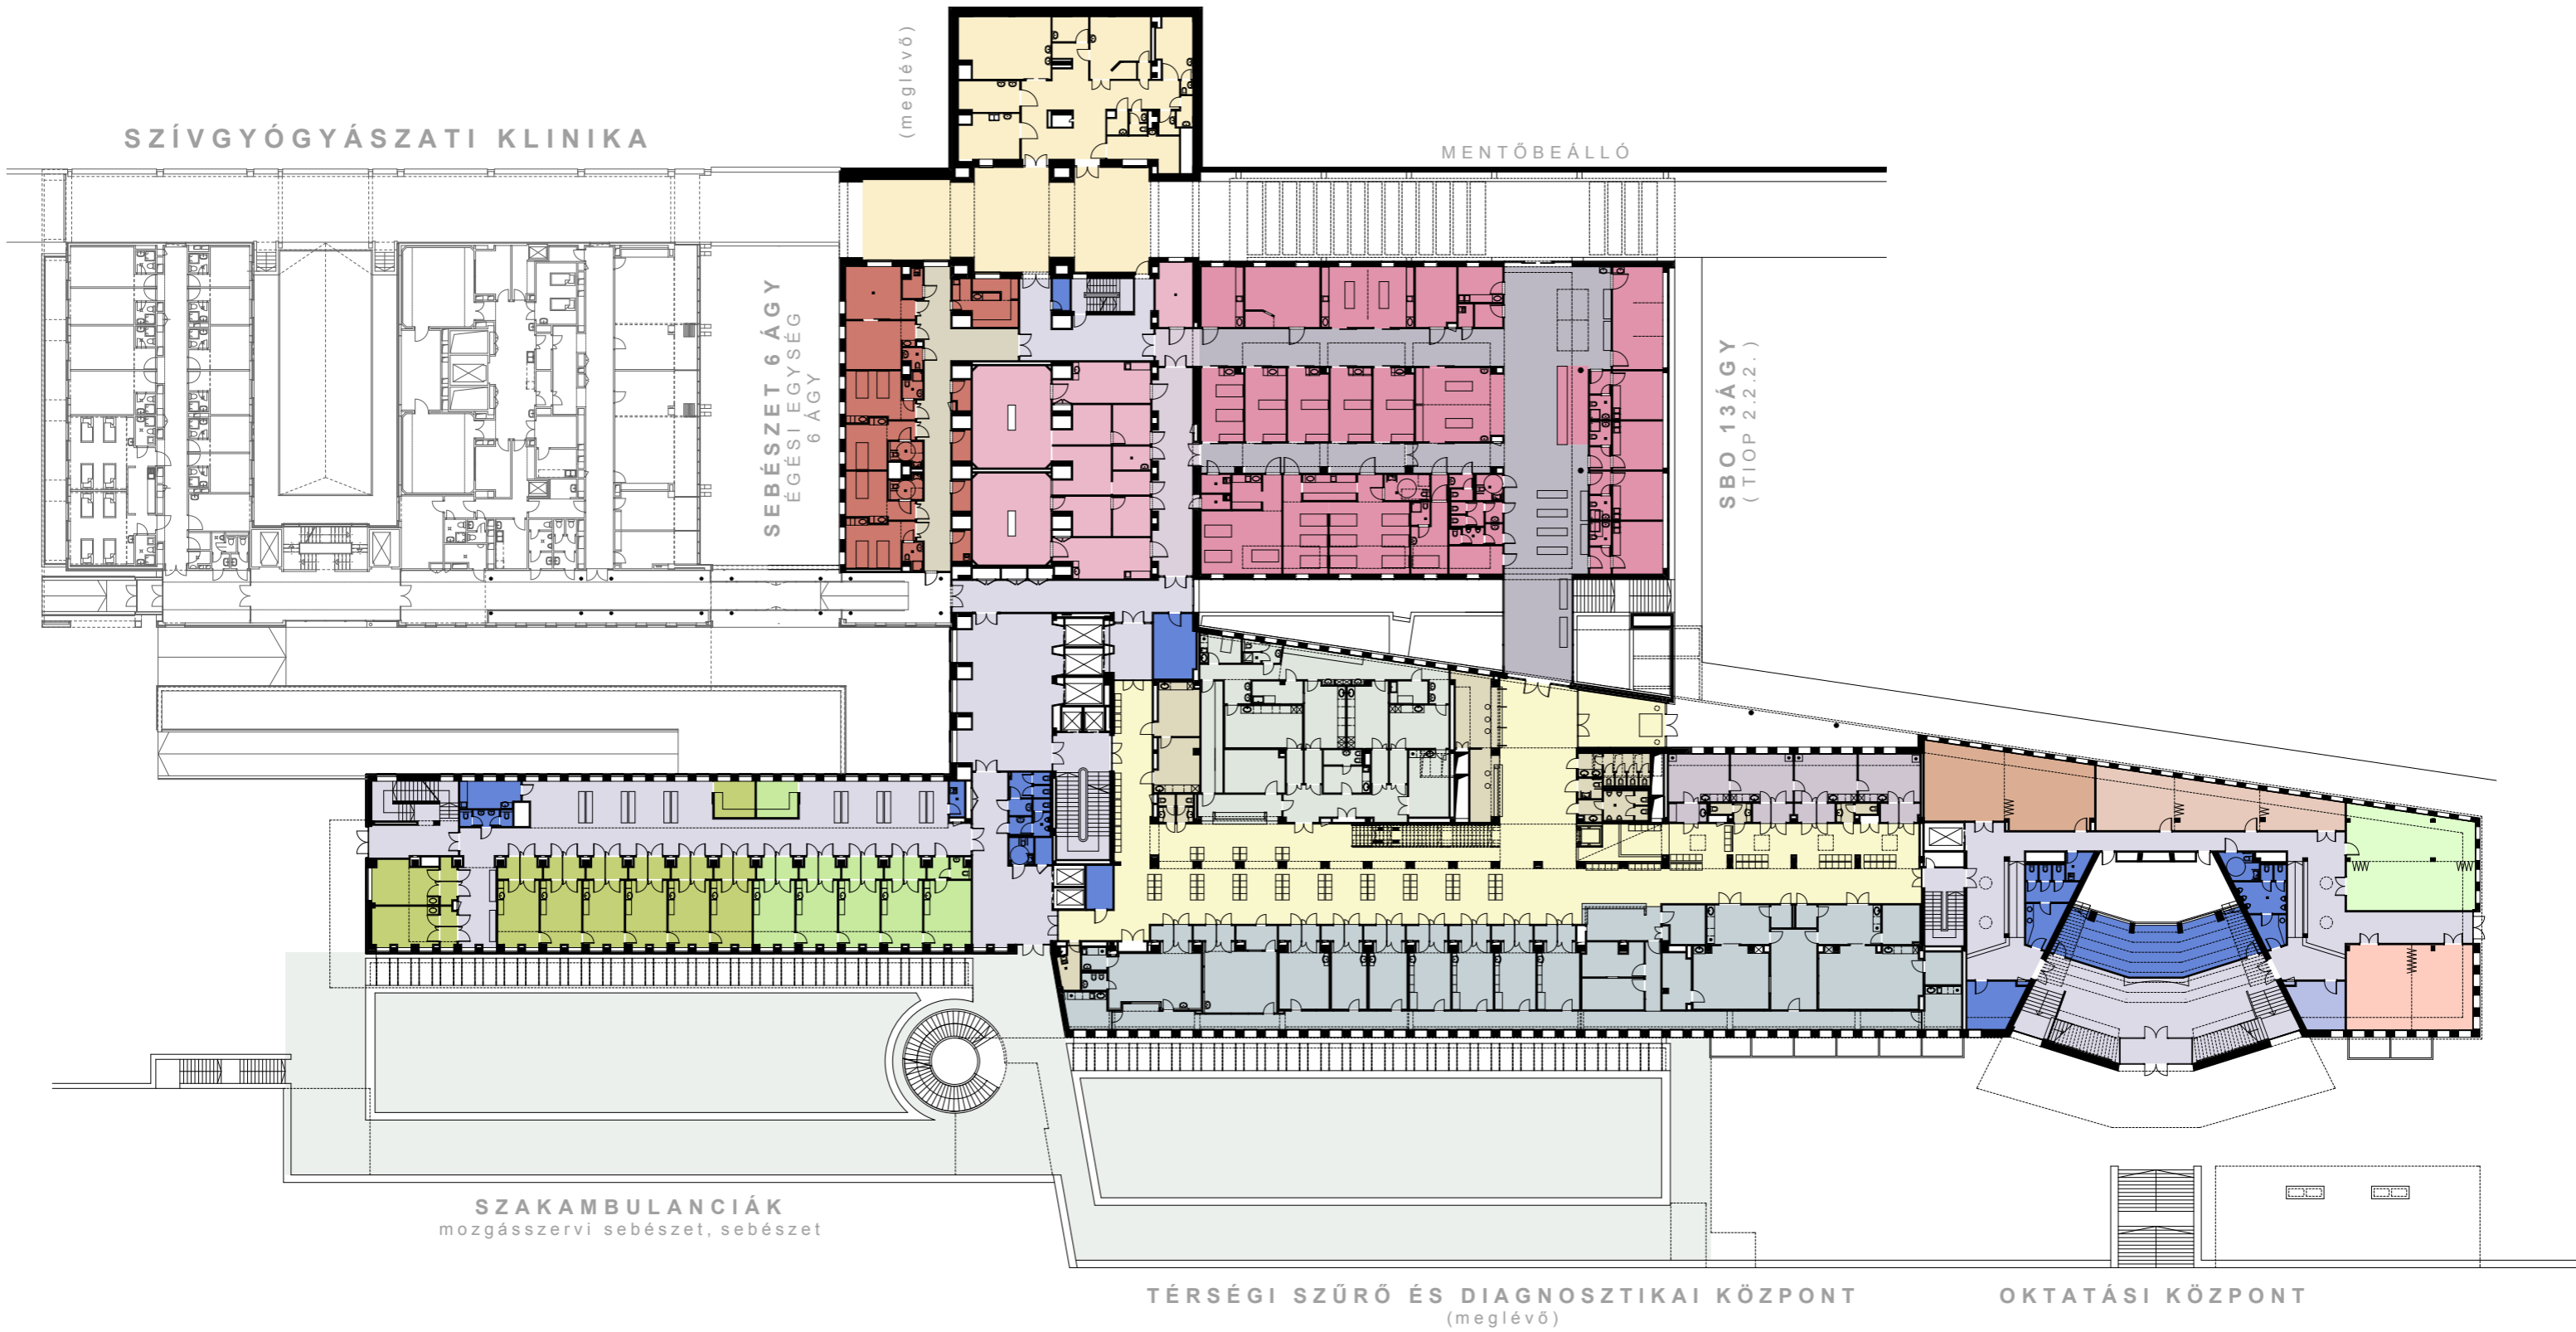 (meglévő)
SZÍVGYÓGYÁSZATI KLINIKA
MENTŐBEÁLLÓ
SEBÉSZET 6 ÁGY
ÉGÉSI EGYSÉG
6 ÁGY
SBO 13ÁGY
(TIOP 2.2.2.)
SZAKAMBULANCIÁK
mozgásszervi sebészet, sebészet
TÉRSÉGI SZŰRŐ ÉS DIAGNOSZTIKAI KÖZPONT
(meglévő)
OKTATÁSI KÖZPONT